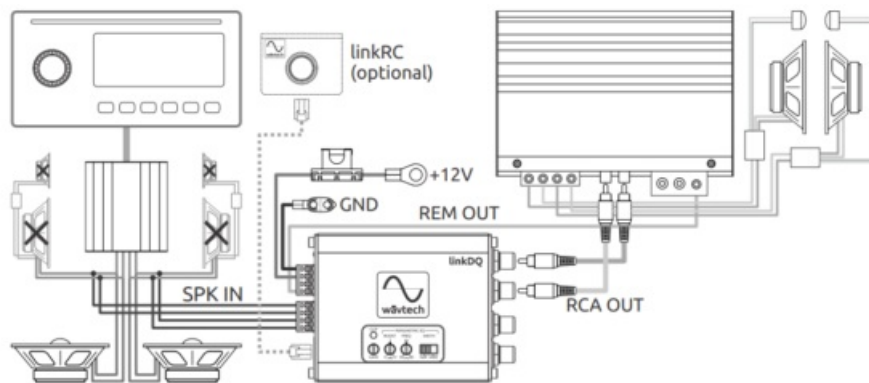 linkRC
(optional)
+12V
GND
REM OUT
linkDQ
SPK IN
wāvtech
RCA OUT